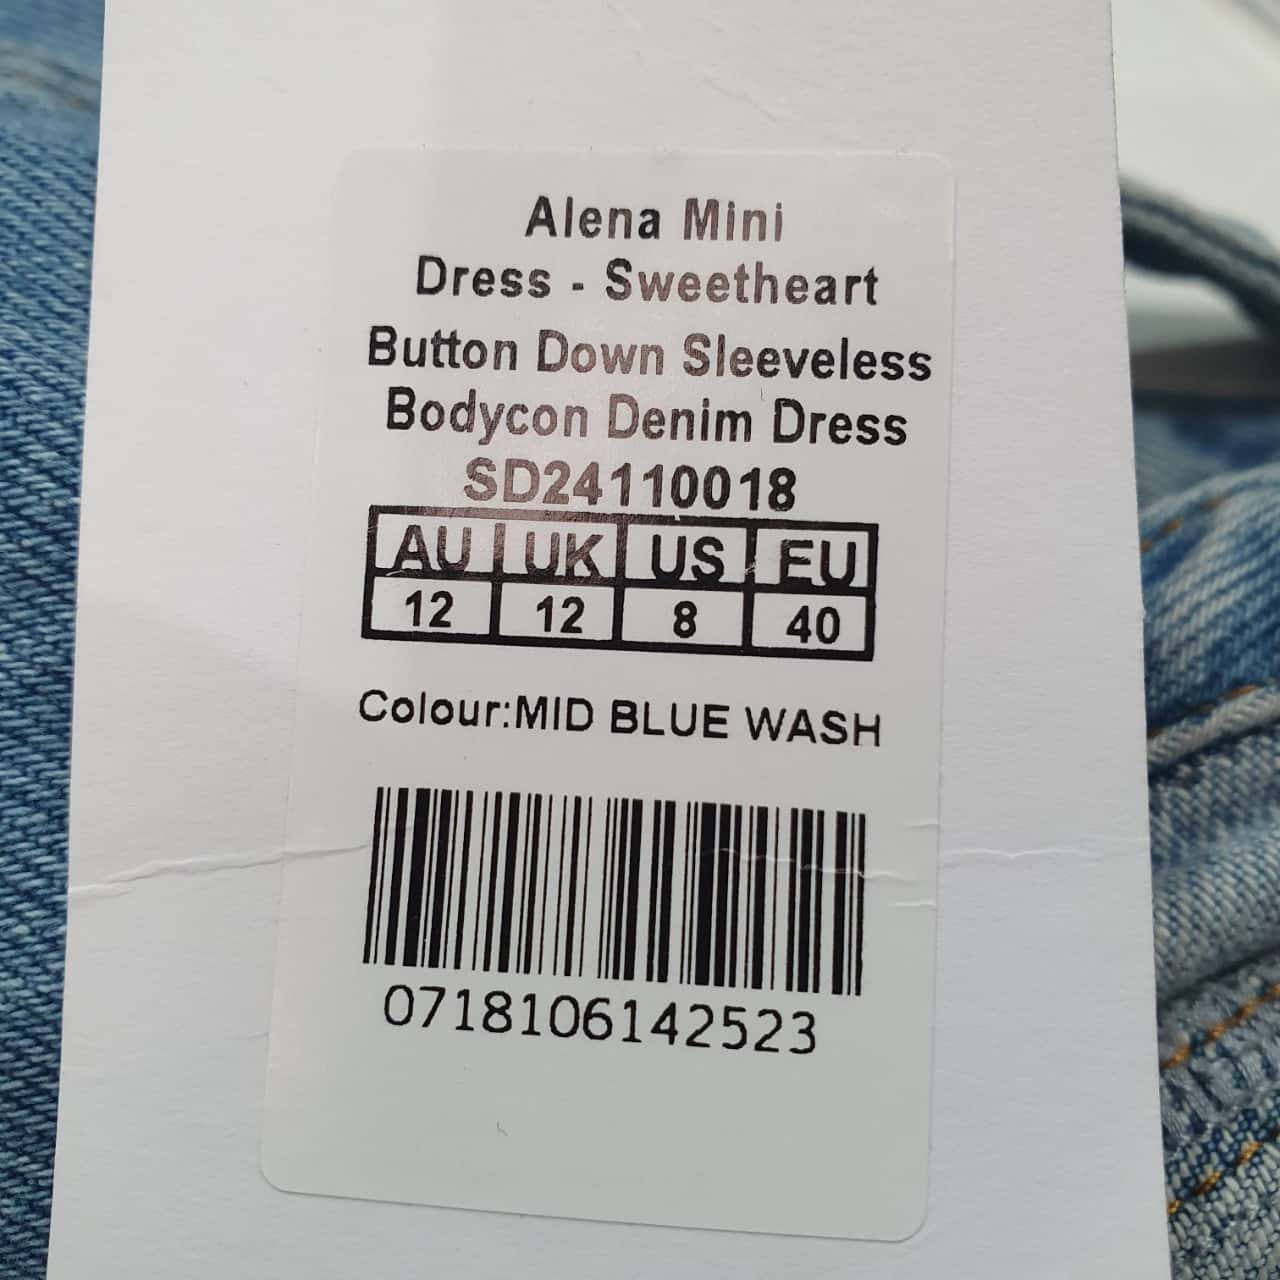 Alena Mini
Dress - Sweetheart
Button Down Sleeveless
Bodycon Denim Dress
SD24110018
AU UK US EU
12 12 8 40
Colour:MID BLUE WASH
0718106142523